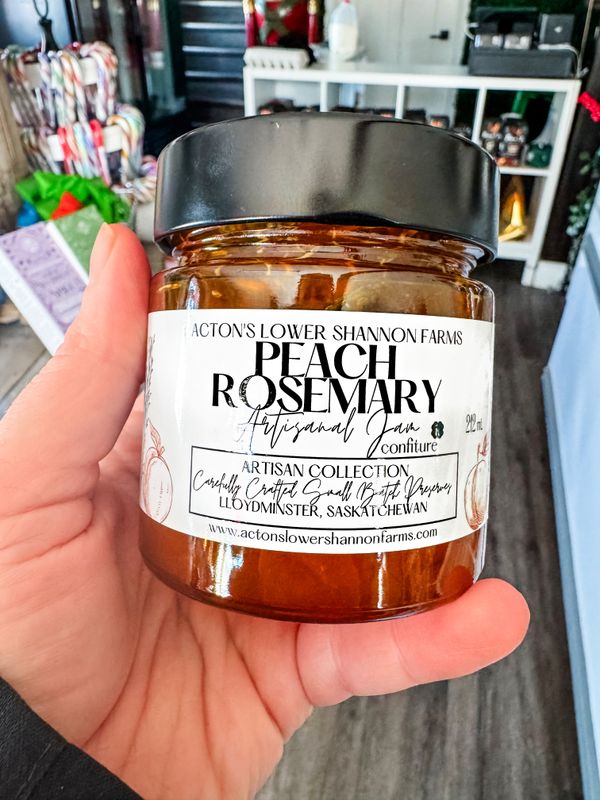 ACTON'S LOWER SHANNON FARMS
PEACH
ROSEMARY
Artisanal Jam
confiture
212 mL
ARTISAN COLLECTION
Carefully Crafted Small Batch Preserves
LLOYDMINSTER, SASKATCHEWAN
www.actonslowershannonfarms.com